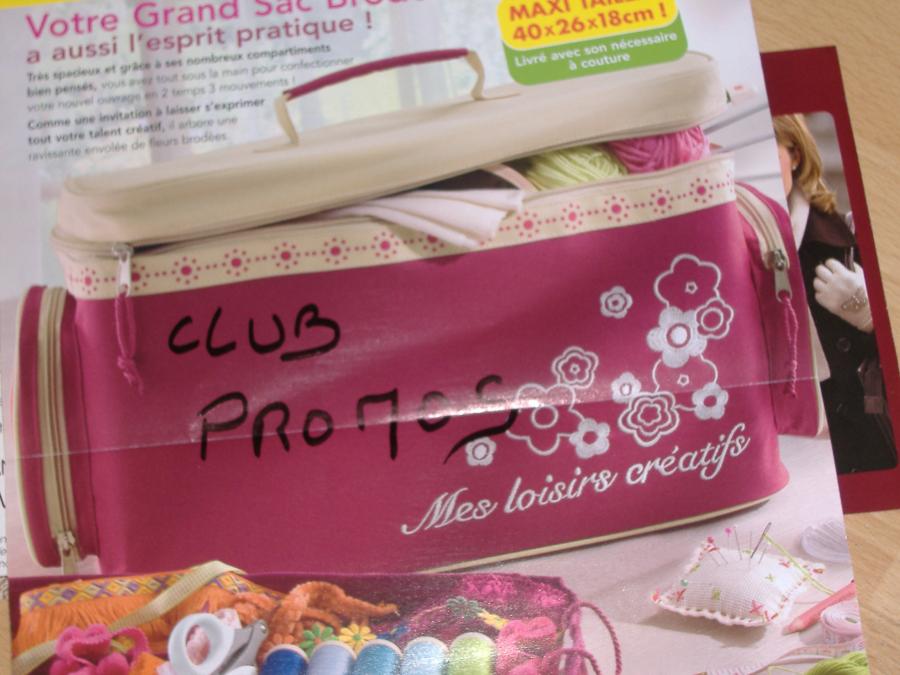 Votre Grand Sac
a aussi l'esprit pratique !
Très spacieux et grâce à ses nombreux compartiments
bien pensés, vous avez tout sous la main pour confectionner
votre nouvel ouvrage en 2 temps 3 mouvements !
Comme une invitation à laisser s'exprimer
tout votre talent créatif, il arbore une
ravissante envolée de fleurs brodées.
MAXI
40x26x18cm !
Livré avec son nécessaire
à couture
CLUB
PROMOS
Mes loisirs créatifs